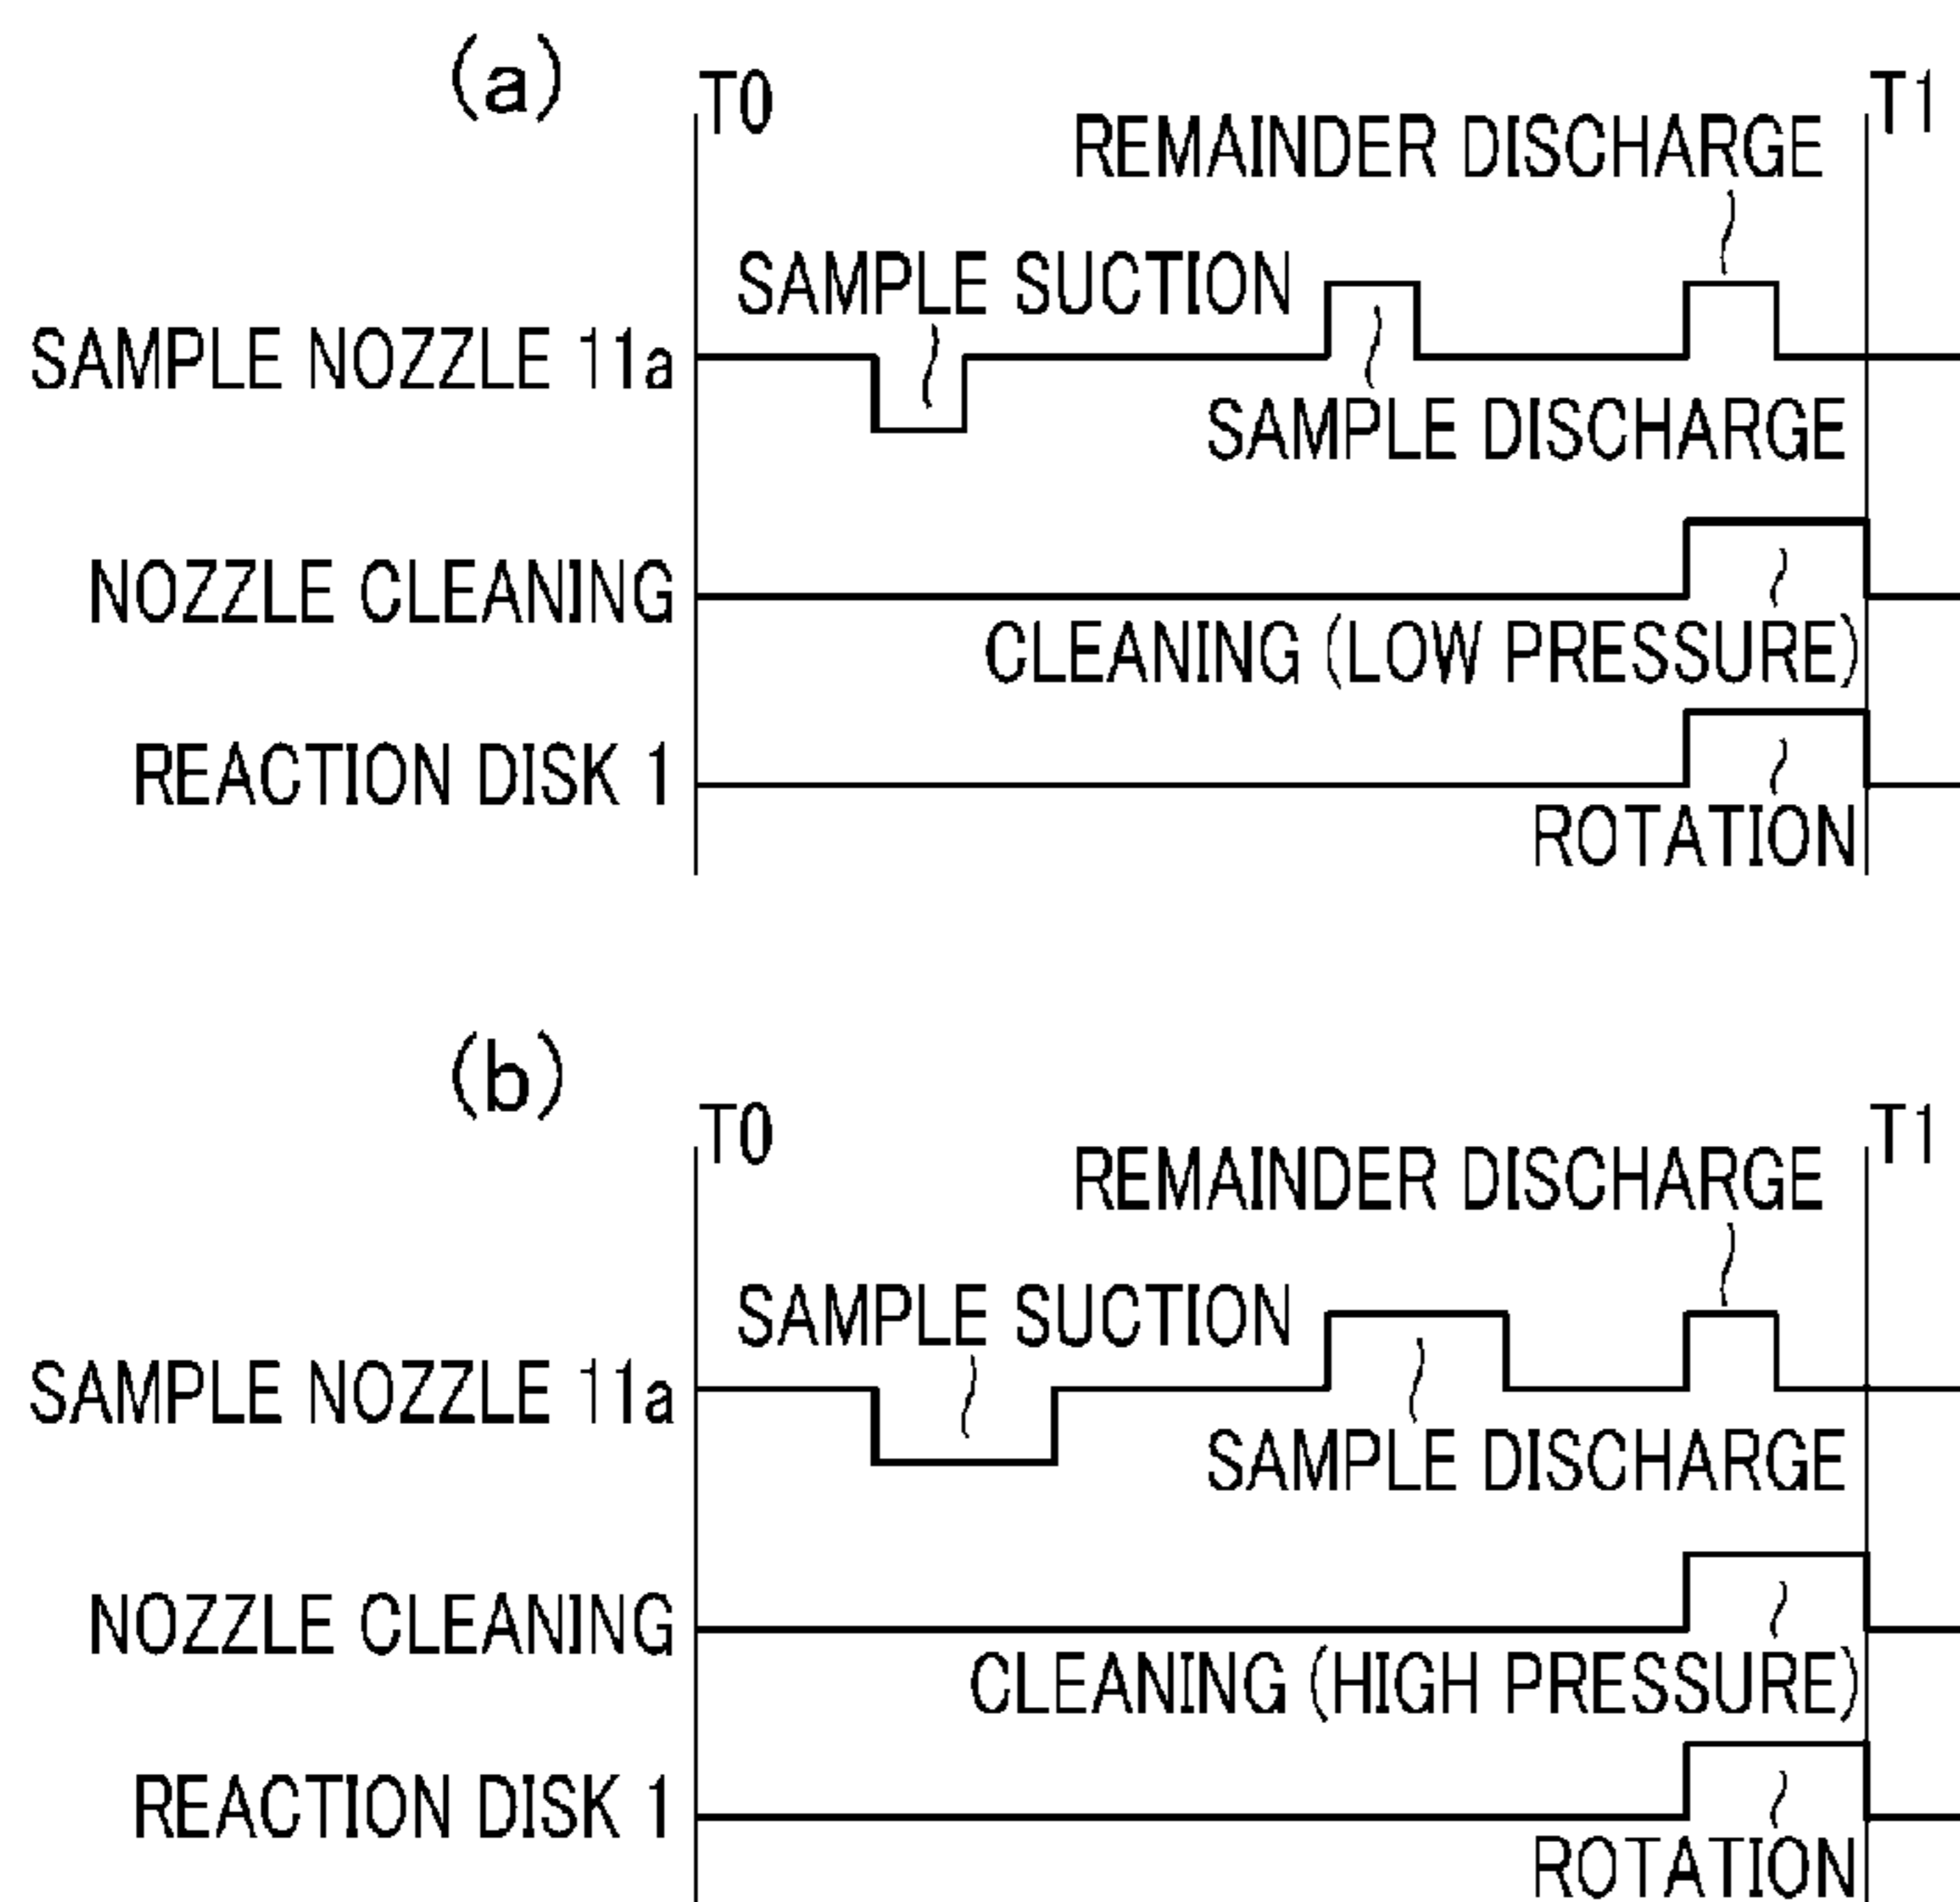 (a)
T0
T1
REMAINDER DISCHARGE
SAMPLE SUCTION
SAMPLE NOZZLE 11a
SAMPLE DISCHARGE
NOZZLE CLEANING
CLEANING (LOW PRESSURE)
REACTION DISK 1
ROTATION
(b)
T0
T1
REMAINDER DISCHARGE
SAMPLE SUCTION
SAMPLE NOZZLE 11a
SAMPLE DISCHARGE
NOZZLE CLEANING
CLEANING (HIGH PRESSURE)
REACTION DISK 1
ROTATION